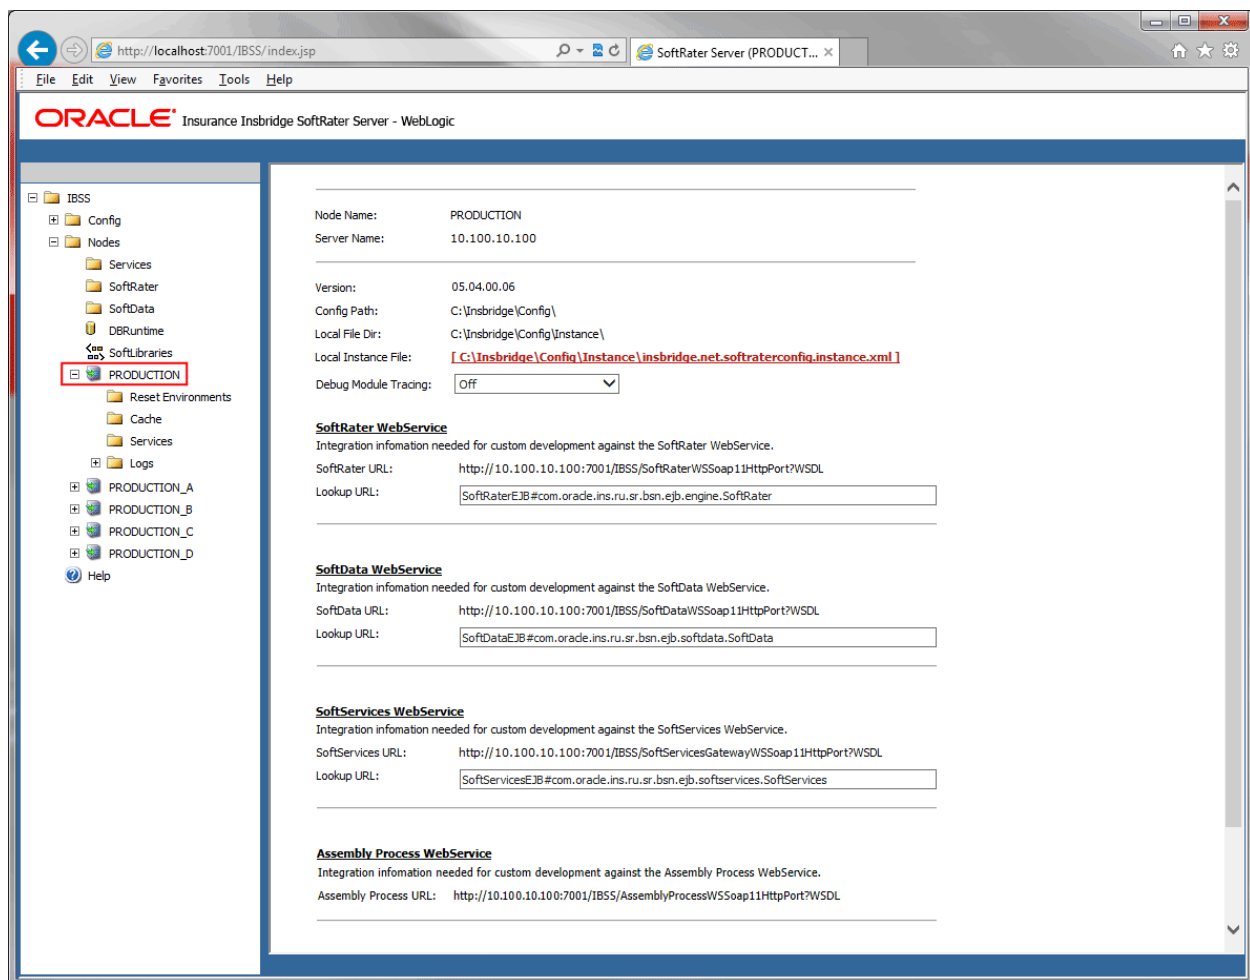 http://localhost:7001/IBSS/index.jsp
SoftRater Server (PRODUCT...
File Edit View Favorites Tools Help
ORACLE Insurance Insbridge SoftRater Server - WebLogic
IBSS
Config
Nodes
Services
SoftRater
SoftData
DBRuntime
SoftLibraries
PRODUCTION
Reset Environments
Cache
Services
Logs
PRODUCTION_A
PRODUCTION_B
PRODUCTION_C
PRODUCTION_D
Help
Node Name: PRODUCTION
Server Name: 10.100.10.100
Version: 05.04.00.06
Config Path: C:\Insbridge\Config\
Local File Dir: C:\Insbridge\Config\Instance\
Local Instance File: [ C:\Insbridge\Config\Instance\insbridge.net.softraterconfig.instance.xml ]
Debug Module Tracing: Off
SoftRater WebService
Integration infomation needed for custom development against the SoftRater WebService.
SoftRater URL: http://10.100.10.100:7001/IBSS/SoftRaterWSSoap11HttpPort?WSDL
Lookup URL: SoftRaterEJB#com.oracle.ins.ru.sr.bsn.ejb.engine.SoftRater
SoftData WebService
Integration infomation needed for custom development against the SoftData WebService.
SoftData URL: http://10.100.10.100:7001/IBSS/SoftDataWSSoap11HttpPort?WSDL
Lookup URL: SoftDataEJB#com.oracle.ins.ru.sr.bsn.ejb.softdata.SoftData
SoftServices WebService
Integration infomation needed for custom development against the SoftServices WebService.
SoftServices URL: http://10.100.10.100:7001/IBSS/SoftServicesGatewayWSSoap11HttpPort?WSDL
Lookup URL: SoftServicesEJB#com.oracle.ins.ru.sr.bsn.ejb.softservices.SoftServices
Assembly Process WebService
Integration infomation needed for custom development against the Assembly Process WebService.
Assembly Process URL: http://10.100.10.100:7001/IBSS/AssemblyProcessWSSoap11HttpPort?WSDL